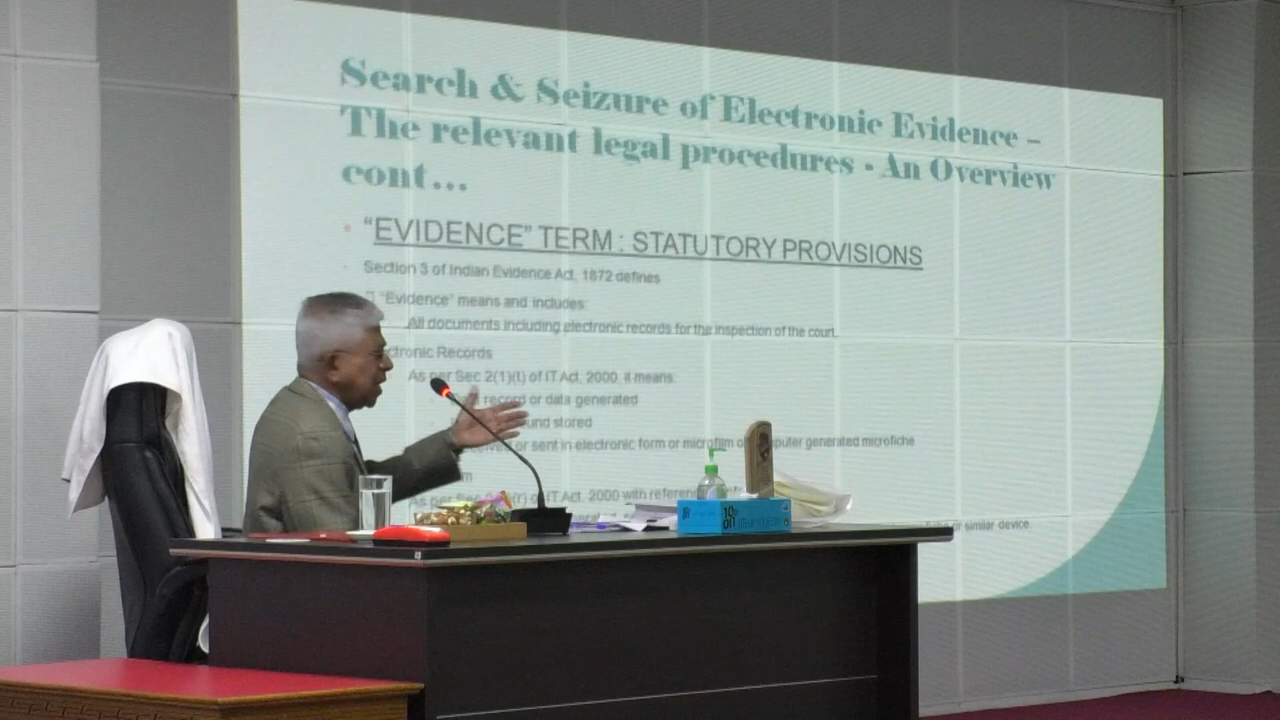 Search & Seizure of Electronic Evidence –
The relevant legal procedures - An Overview
cont…
"EVIDENCE" TERM : STATUTORY PROVISIONS
Section 3 of Indian Evidence Act, 1872 defines
"Evidence" means and includes:
All documents including electronic records for the inspection of the court.
Records
As per Sec 2(1)(t) of IT Act, 2000, it means:
record or data generated
stored
or sent in electronic form or microfilm or generated microfiche
As per Sec of IT Act, 2000 with
or similar device